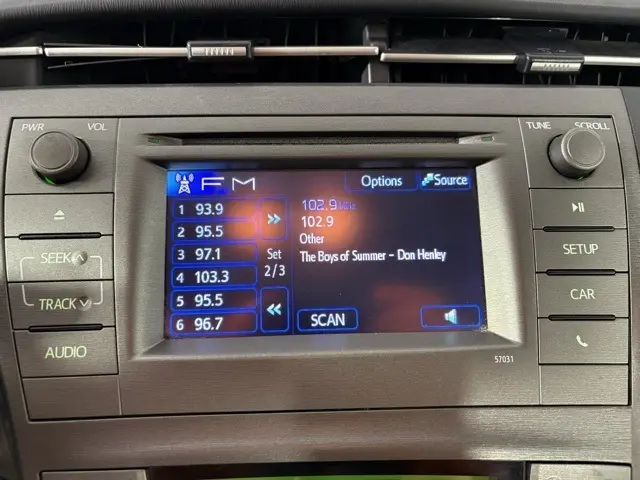 PWR VOL
TUNE SCROLL
FM
Options
Source
1 93.9
2 95.5
3 97.1
4 103.3
5 95.5
6 96.7
Set
2/3
102.9
102.9
Other
The Boys of Summer - Don Henley
SCAN
SEEK
TRACK
AUDIO
SETUP
CAR
57031